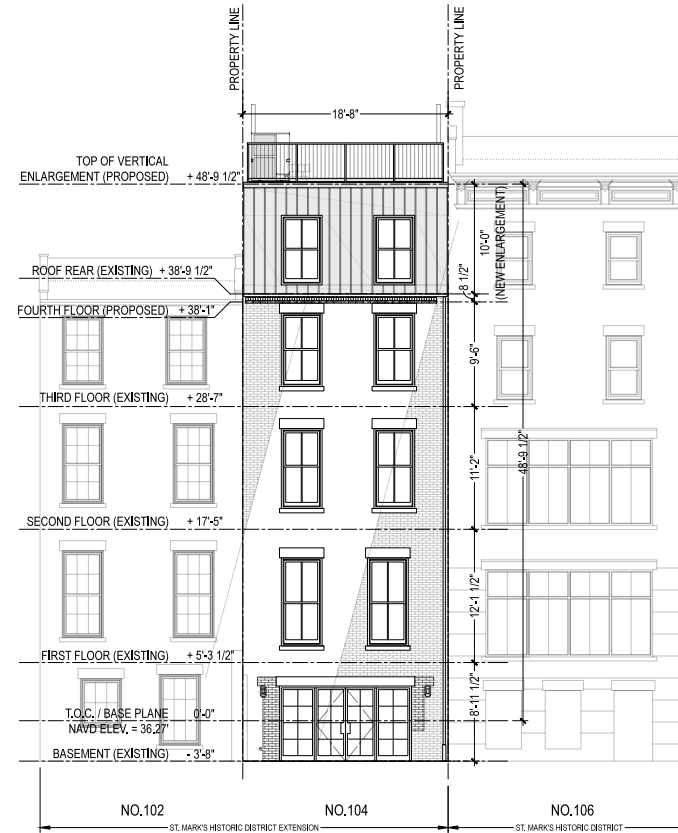 PROPERTY LINE
PROPERTY LINE
18'-8"
TOP OF VERTICAL
ENLARGEMENT (PROPOSED) + 48'-9 1/2"
10'-0"
(NEW ENLARGEMENT)
ROOF REAR (EXISTING) + 38'-9 1/2"
8 1/2"
FOURTH FLOOR (PROPOSED) + 38'-1"
9'-6"
THIRD FLOOR (EXISTING) + 28'-7"
11'-2"
48'-9 1/2"
SECOND FLOOR (EXISTING) + 17'-5"
12'-1 1/2"
FIRST FLOOR (EXISTING) + 5'-3 1/2"
8'-11 1/2"
T.O.C. / BASE PLANE 0'-0"
NAVD ELEV. = 36.27'
BASEMENT (EXISTING) - 3'-8"
NO.102 NO.104 NO.106
ST. MARK'S HISTORIC DISTRICT EXTENSION ST. MARK'S HISTORIC DISTRICT